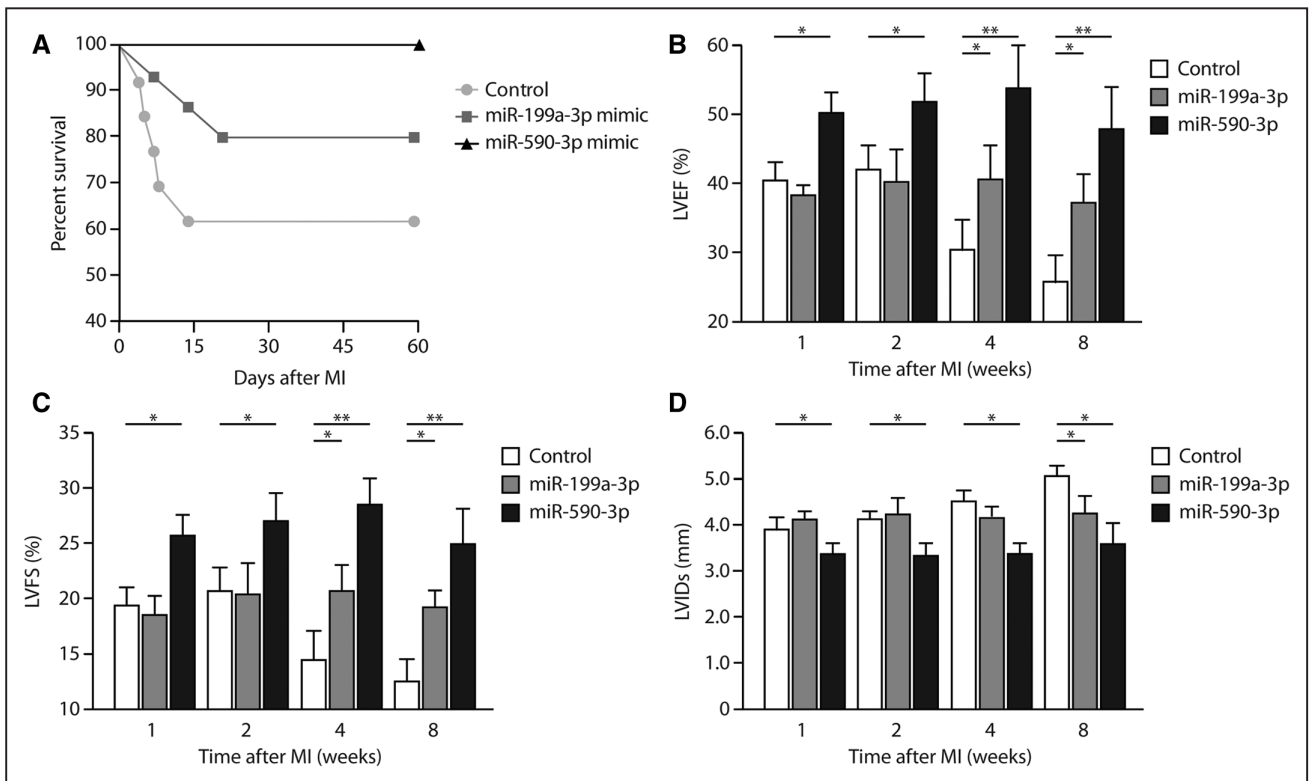 A
Percent survival
100
90
80
70
60
50
40
0 15 30 45 60
Days after MI
Control
miR-199a-3p mimic
miR-590-3p mimic
B
LVEF (%)
60
50
40
30
20
* * ** **
* *
1 2 4 8
Time after MI (weeks)
Control
miR-199a-3p
miR-590-3p
C
LVFS (%)
35
30
25
20
15
10
* * ** **
* *
1 2 4 8
Time after MI (weeks)
Control
miR-199a-3p
miR-590-3p
D
LVIDs (mm)
6.0
5.0
4.0
3.0
2.0
1.0
0
* * * *
*
1 2 4 8
Time after MI (weeks)
Control
miR-199a-3p
miR-590-3p